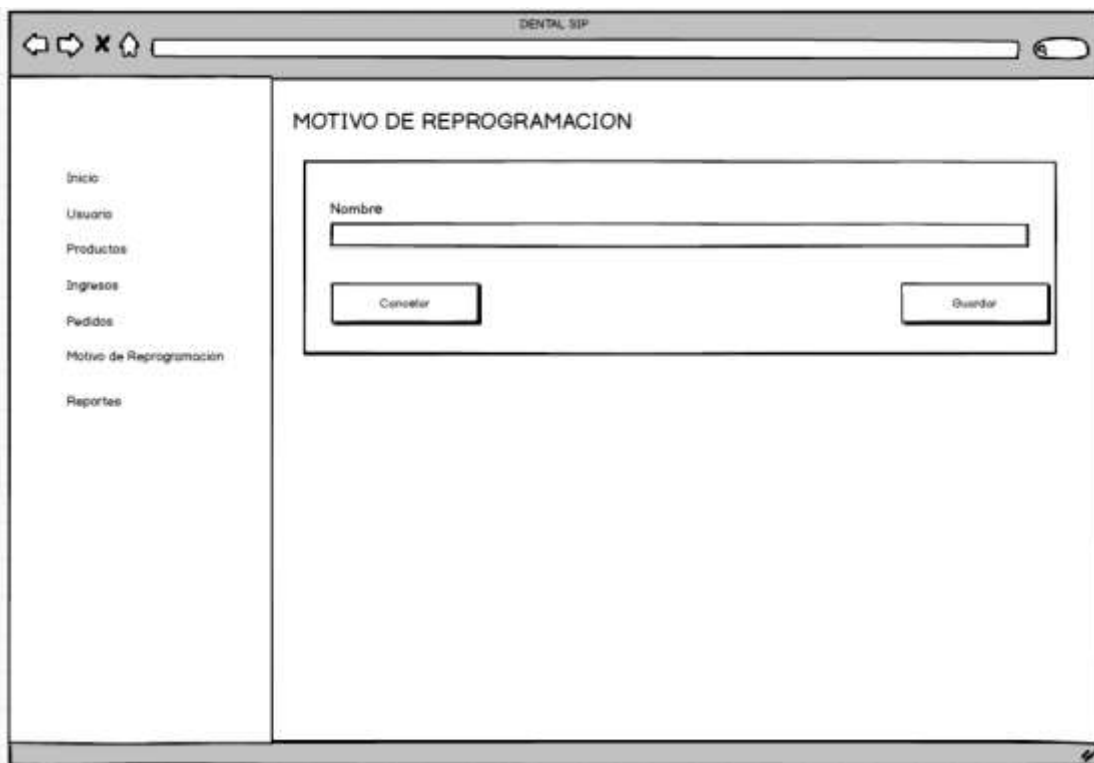 DENTAL SIP
MOTIVO DE REPROGRAMACION
Inicio
Usuario
Productos
Ingresos
Pedidos
Motivo de Reprogramacion
Reportes
Nombre
Cancelar
Guardar